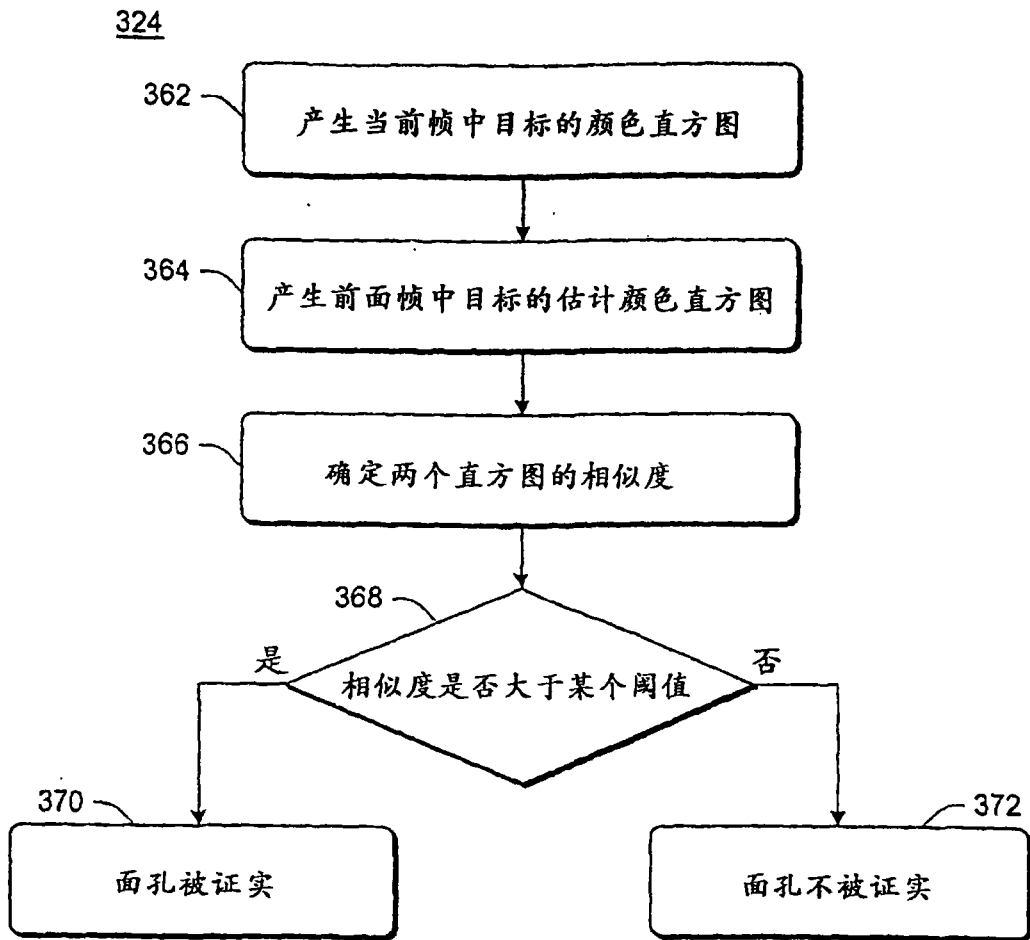 324
362
产生当前帧中目标的颜色直方图
364
产生前面帧中目标的估计颜色直方图
366
确定两个直方图的相似度
368
是
否
相似度是否大于某个阈值
370
372
面孔被证实
面孔不被证实